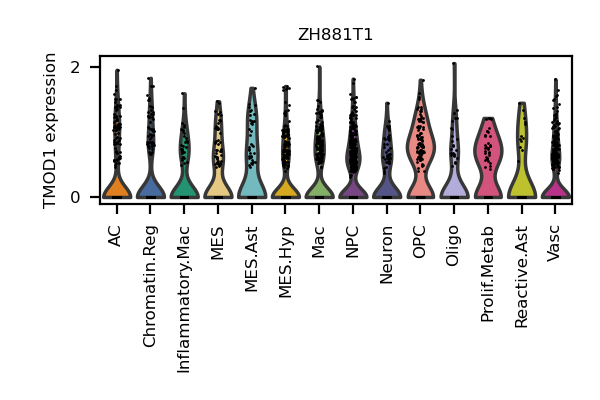 ZH881T1
TMOD1 expression
2
0
AC
Chromatin.Reg
Inflammatory.Mac
MES
MES.Ast
MES.Hyp
Mac
NPC
Neuron
OPC
Oligo
Prolif.Metab
Reactive.Ast
Vasc